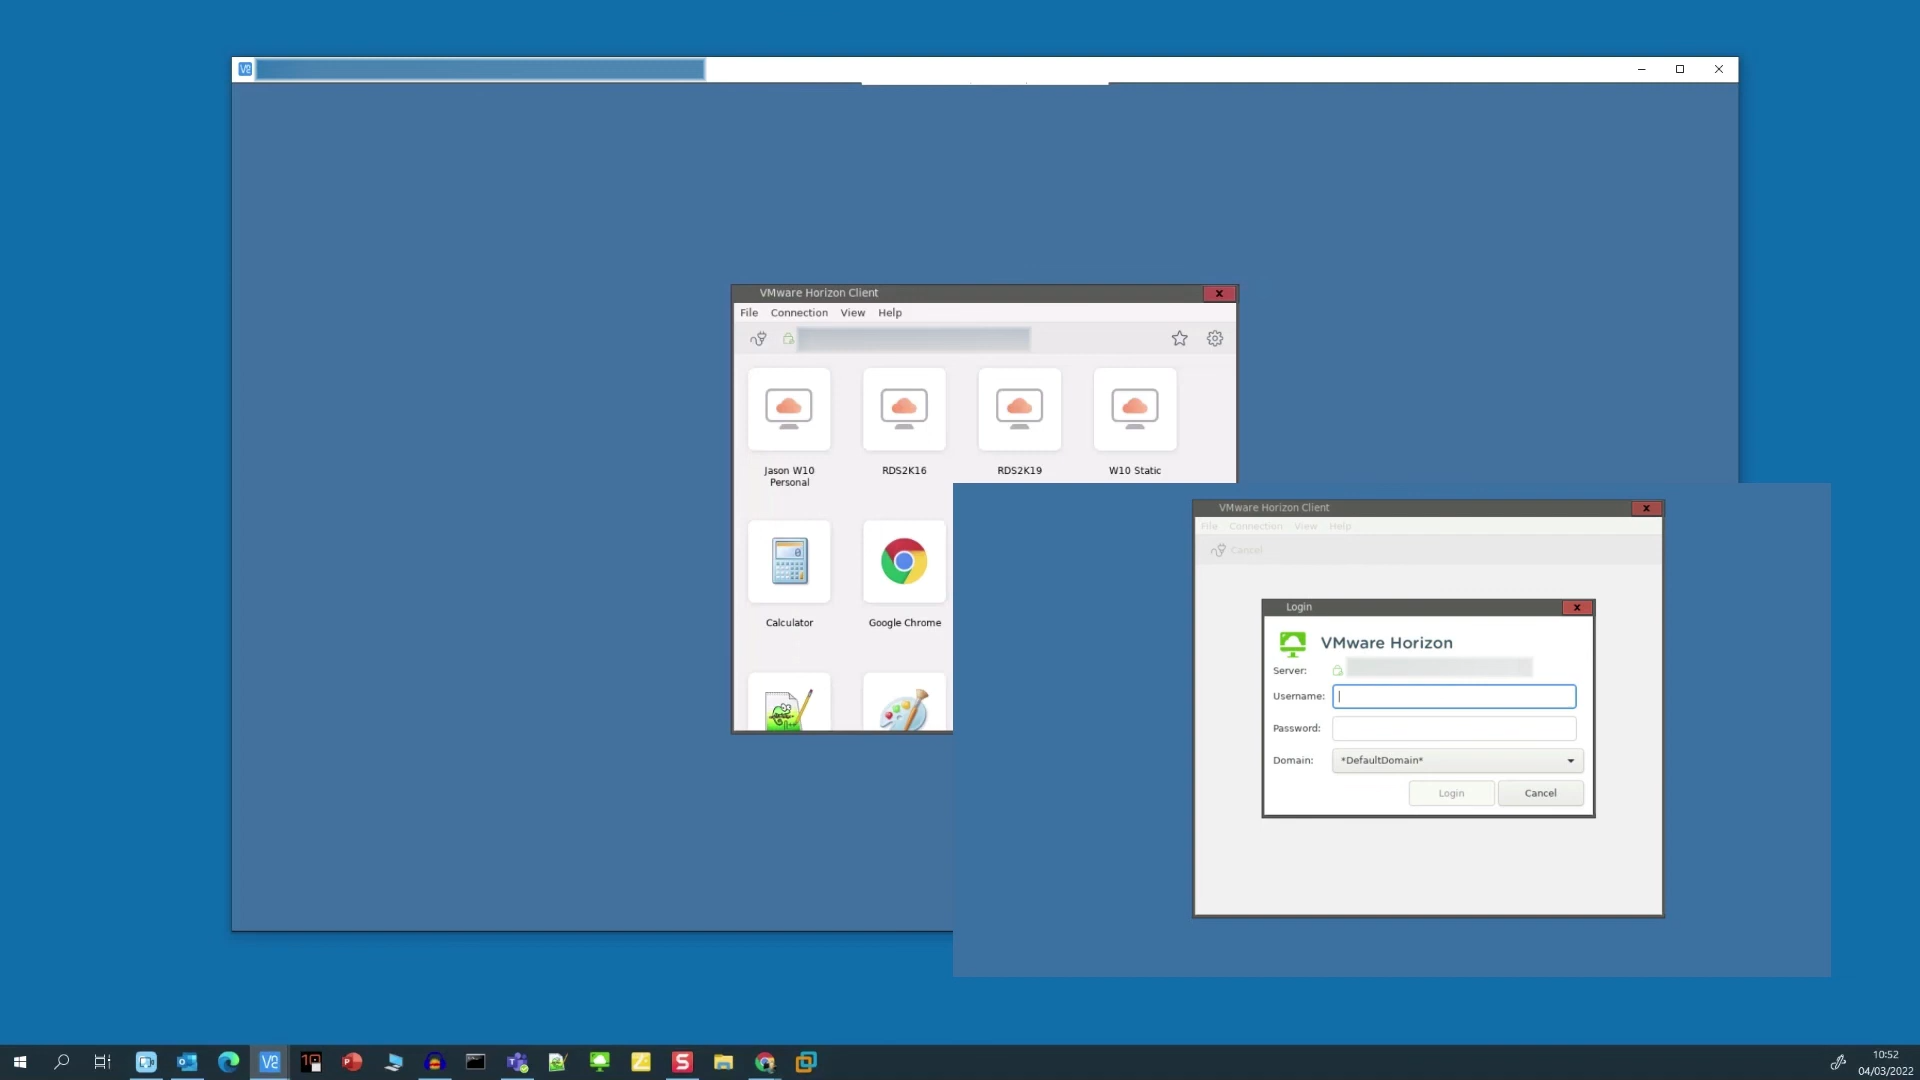 VMware Horizon Client
File Connection View Help
Jason W10 Personal
RDS2K16
RDS2K19
W10 Static
Calculator
Google Chrome
VMware Horizon Client
File Connection View Help
Cancel
Login
VMware Horizon
Server:
Username:
Password:
Domain: *DefaultDomain*
Login Cancel
10:52
04/03/2022